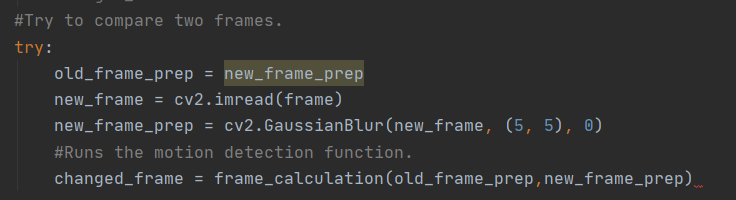 #Try to compare two frames.
try:
    old_frame_prep = new_frame_prep
    new_frame = cv2.imread(frame)
    new_frame_prep = cv2.GaussianBlur(new_frame, (5, 5), 0)
    #Runs the motion detection function.
    changed_frame = frame_calculation(old_frame_prep,new_frame_prep)